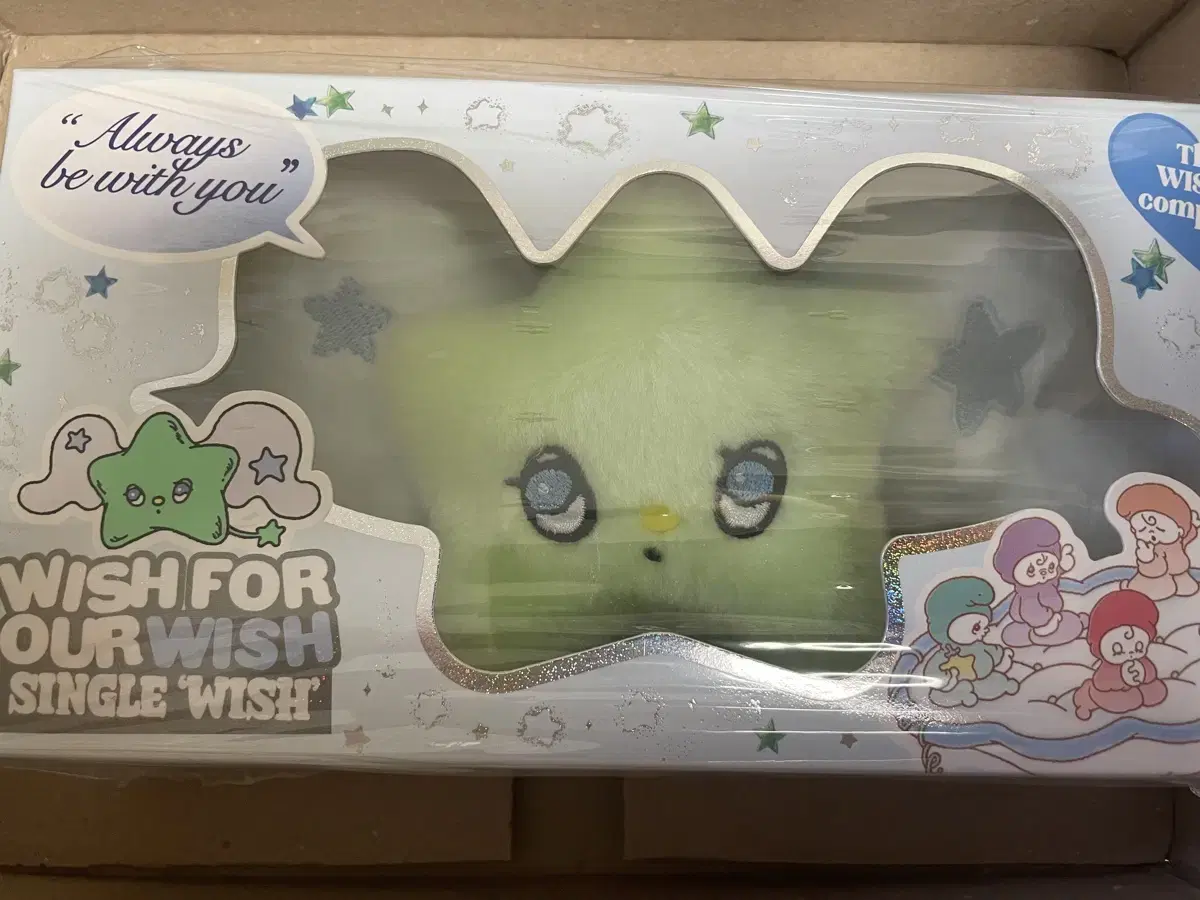 “Always
be with you”
WISH FOR
OUR WISH
SINGLE ‘WISH’